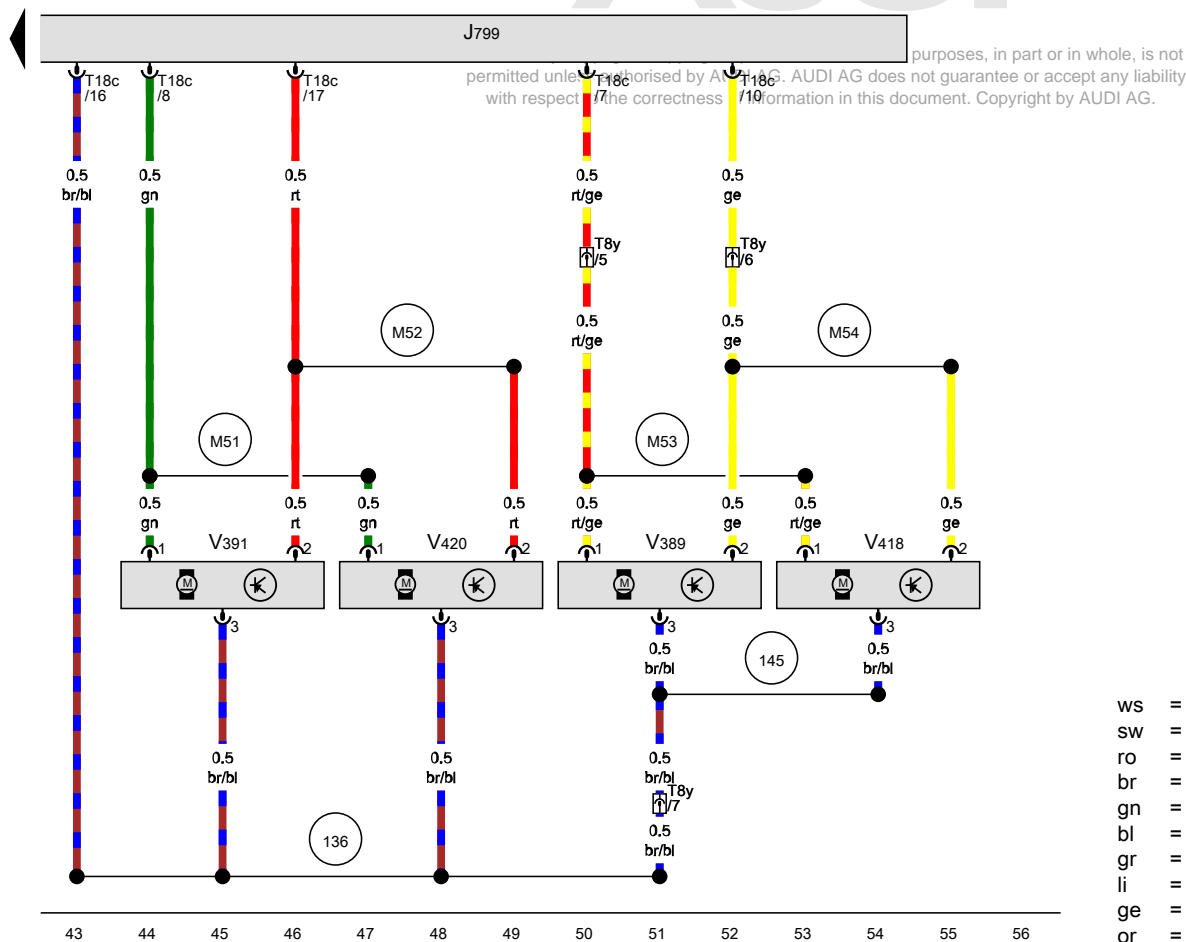 J799
purposes, in part or in whole, is not
permitted unle authorised by AUDI AG. AUDI AG does not guarantee or accept any liability
with respect the correctness information in this document. Copyright by AUDI AG.
T18c T18c T18c T18c T18c
/16 /8 /17 /7 /10
0.5 0.5 0.5 0.5 0.5
br/bl gn rt rt/ge ge
T8y T8y
/5 /6
0.5 0.5
rt/ge ge
M52 M54
M51 M53
0.5 0.5 0.5 0.5 0.5 0.5 0.5 0.5
gn rt gn rt rt/ge ge rt/ge ge
V391 V420 V389 V418
1 2 1 2 1 2 1 2
M M M M
3 3 3 3
0.5 0.5
br/bl br/bl
145
0.5 0.5 0.5
br/bl br/bl br/bl
T8y
/7
0.5
br/bl
136
ws =
sw =
ro =
br =
gn =
bl =
gr =
li =
ge =
or =
43 44 45 46 47 48 49 50 51 52 53 54 55 56